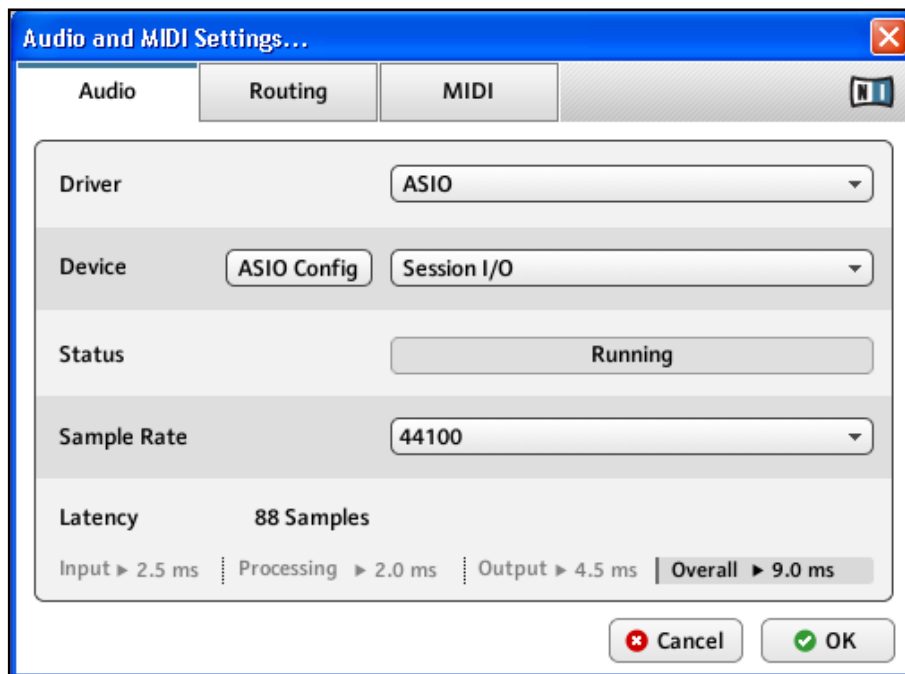 Audio and MIDI Settings...
Audio Routing MIDI NI
Driver ASIO
Device ASIO Config Session I/O
Status Running
Sample Rate 44100
Latency 88 Samples
Input ▸ 2.5 ms Processing ▸ 2.0 ms Output ▸ 4.5 ms Overall ▸ 9.0 ms
Cancel OK